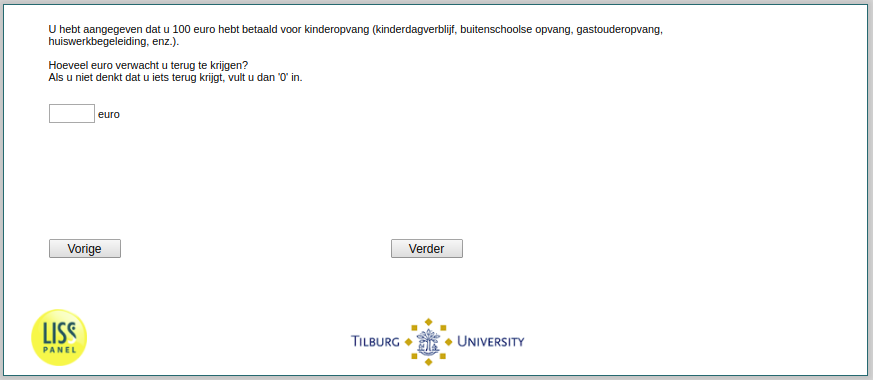 U hebt aangegeven dat u 100 euro hebt betaald voor kinderopvang (kinderdagverblijf, buitenschoolse opvang, gastouderopvang,
huiswerkbegeleiding, enz.).
Hoeveel euro verwacht u terug te krijgen?
Als u niet denkt dat u iets terug krijgt, vult u dan '0' in.
euro
Vorige
Verder
LISS
PANEL
TILBURG UNIVERSITY